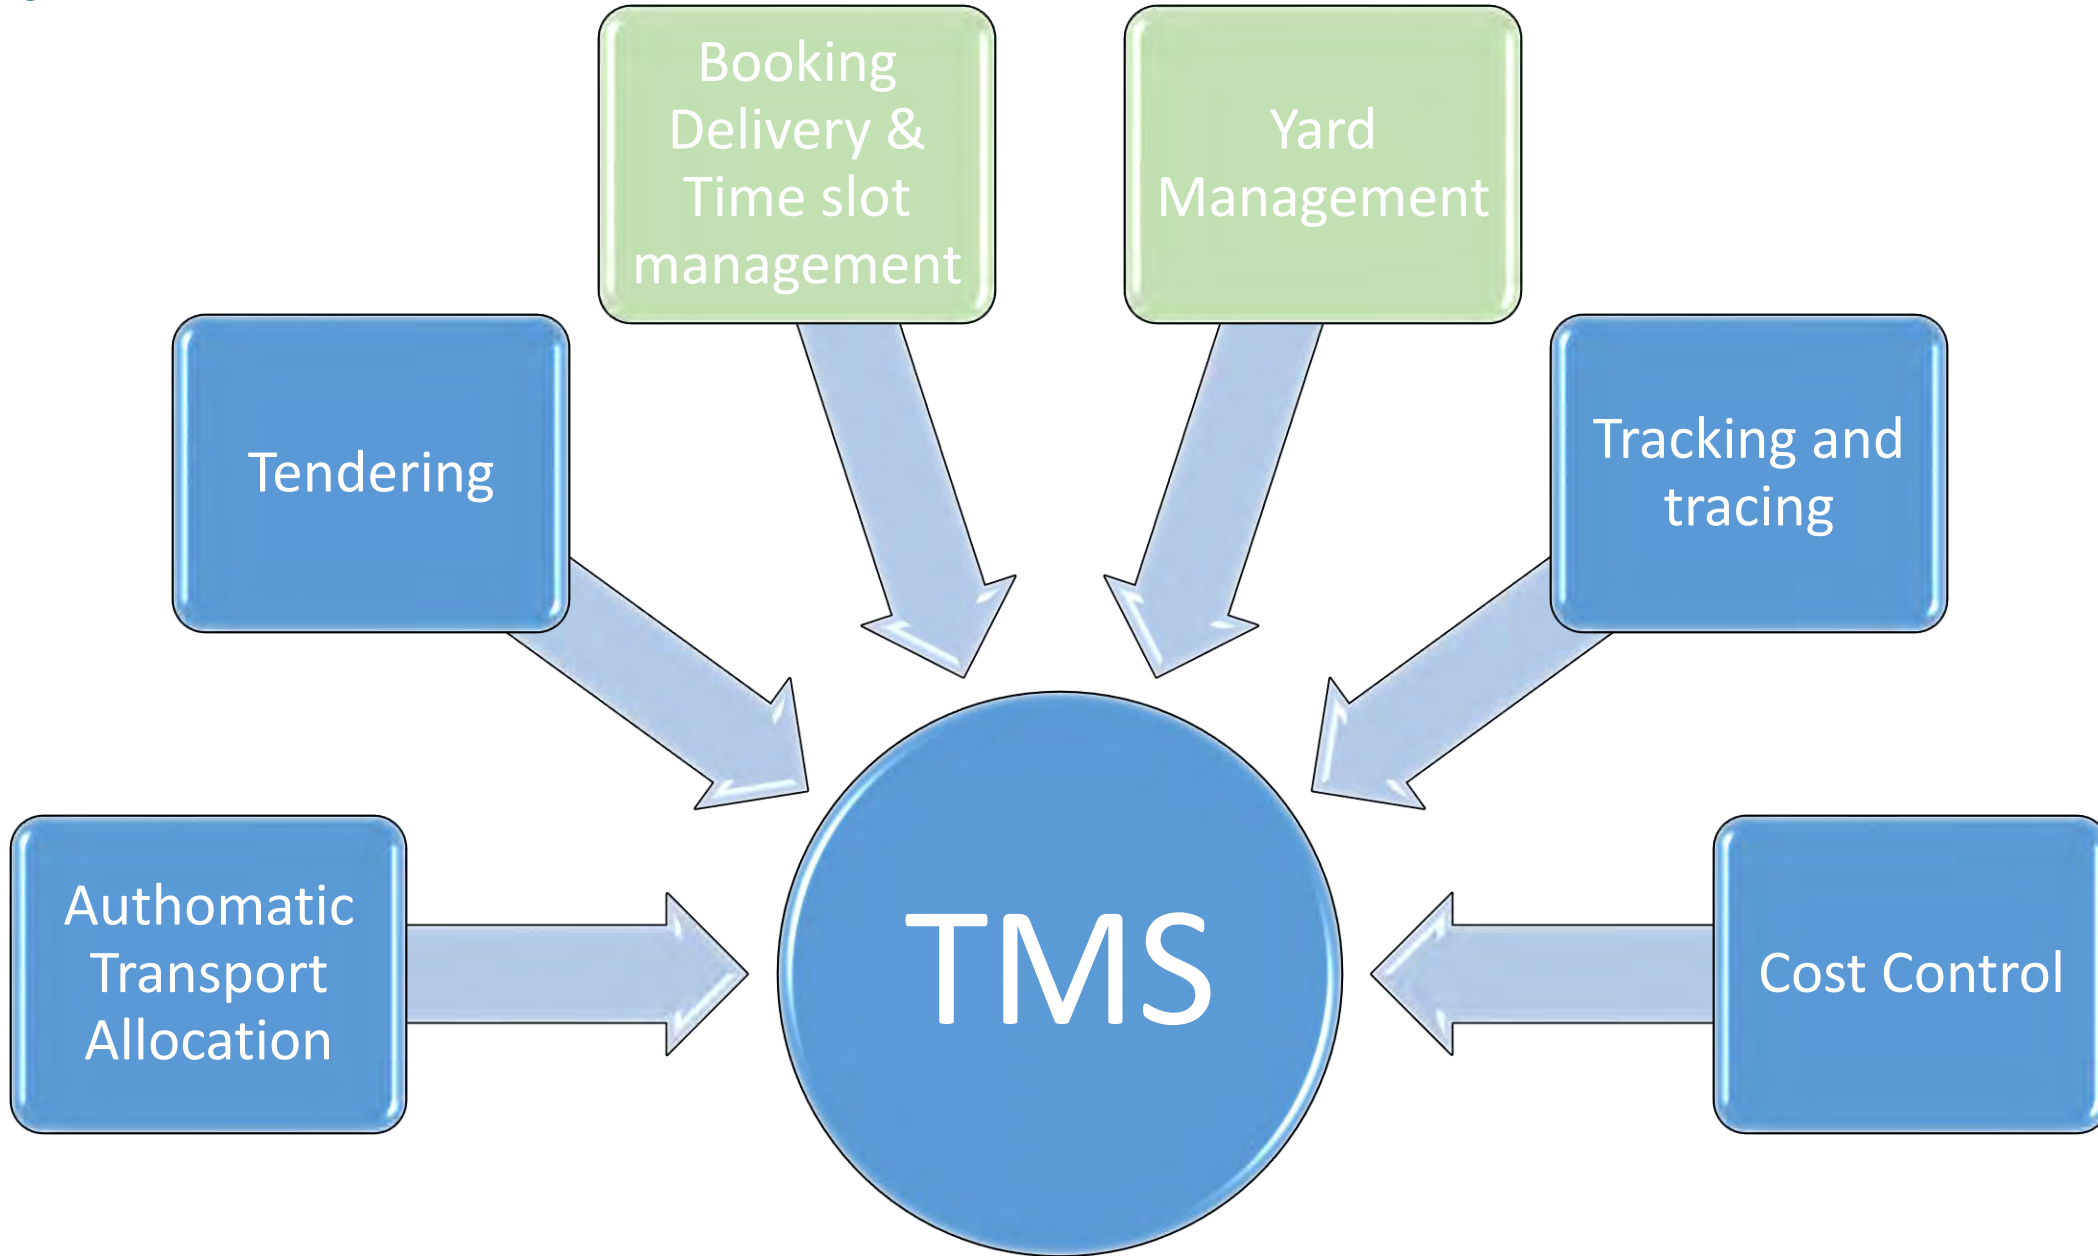 Booking
Delivery &
Time slot
management
Yard
Management
Tendering
Tracking and
tracing
Authomatic
Transport
Allocation
TMS
Cost Control